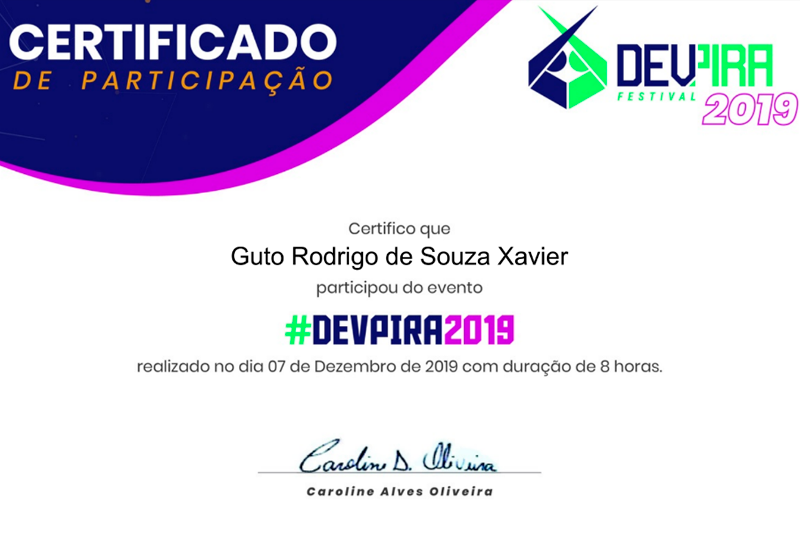 CERTIFICADO
DE PARTICIPAÇÃO
DEVPIRA
FESTIVAL
2019
Certifico que
Guto Rodrigo de Souza Xavier
participou do evento
#DEVPIRA2019
realizado no dia 07 de Dezembro de 2019 com duração de 8 horas.
Caroline D. Oliveira
Caroline Alves Oliveira